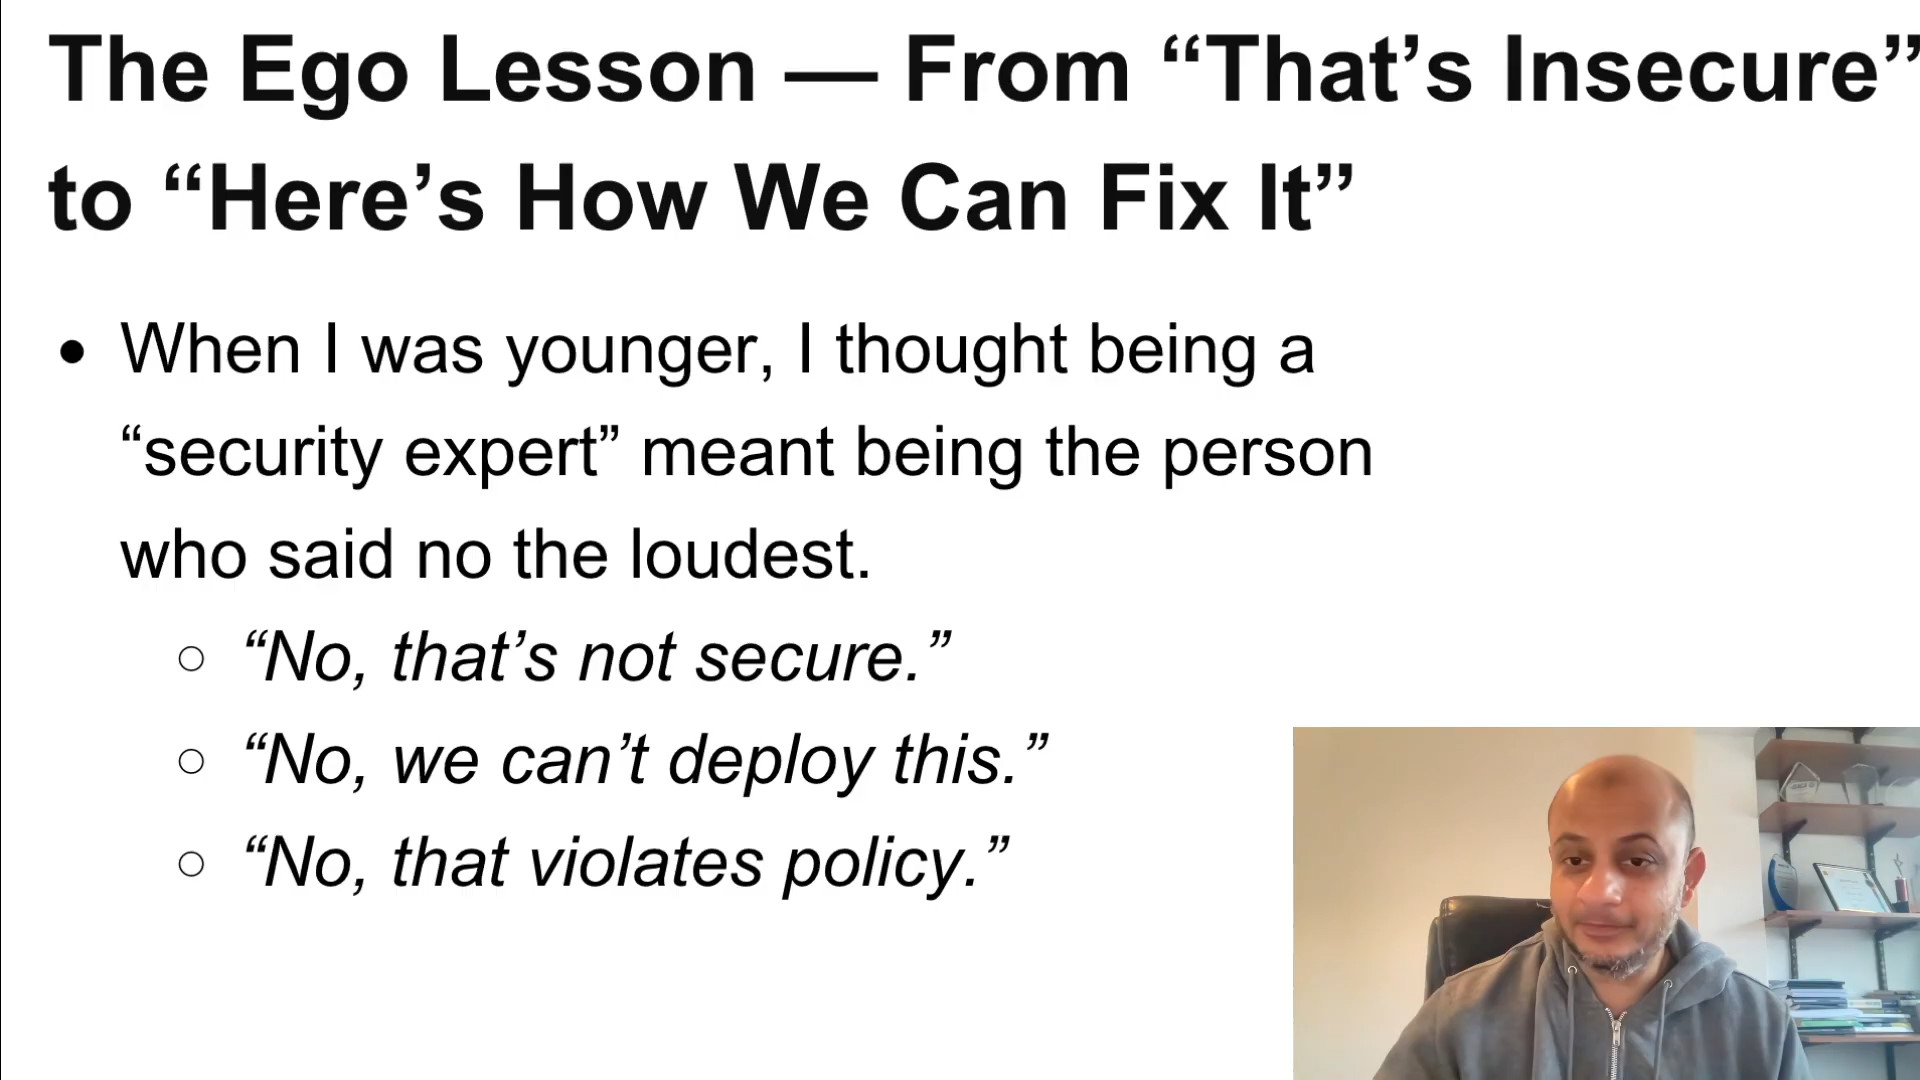 The Ego Lesson — From “That’s Insecure”
to “Here’s How We Can Fix It”
• When I was younger, I thought being a
“security expert” meant being the person
who said no the loudest.
○ “No, that’s not secure.”
○ “No, we can’t deploy this.”
○ “No, that violates policy.”